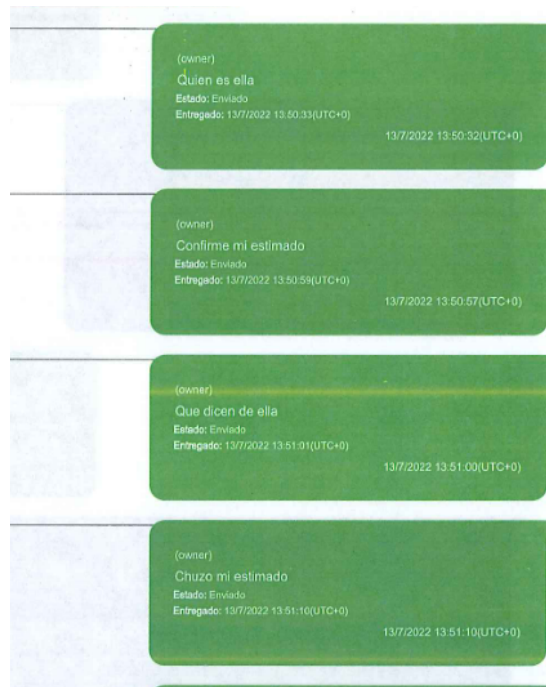 (owner)
Quien es ella
Estado: Enviado
Entregado: 13/7/2022 13:50:33(UTC+0)
13/7/2022 13:50:32(UTC+0)
(owner)
Confirme mi estimado
Estado: Enviado
Entregado: 13/7/2022 13:50:59(UTC+0)
13/7/2022 13:50:57(UTC+0)
(owner)
Que dicen de ella
Estado: Enviado
Entregado: 13/7/2022 13:51:01(UTC+0)
13/7/2022 13:51:00(UTC+0)
(owner)
Chuzo mi estimado
Estado: Enviado
Entregado: 13/7/2022 13:51:10(UTC+0)
13/7/2022 13:51:10(UTC+0)